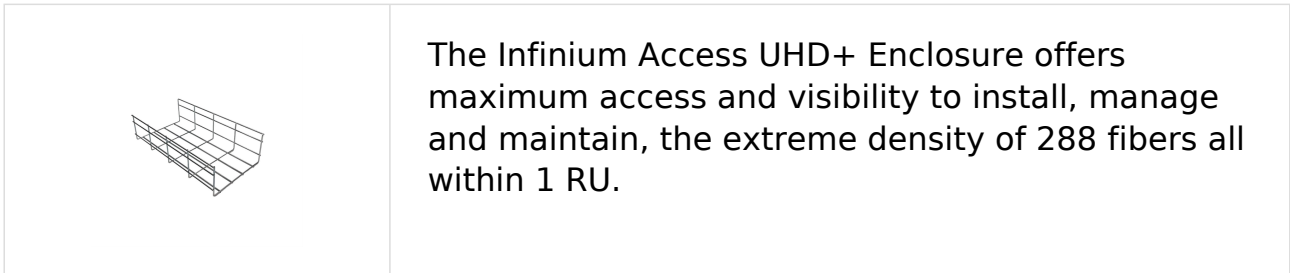 The Infinium Access UHD+ Enclosure offers
maximum access and visibility to install, manage
and maintain, the extreme density of 288 fibers all
within 1 RU.